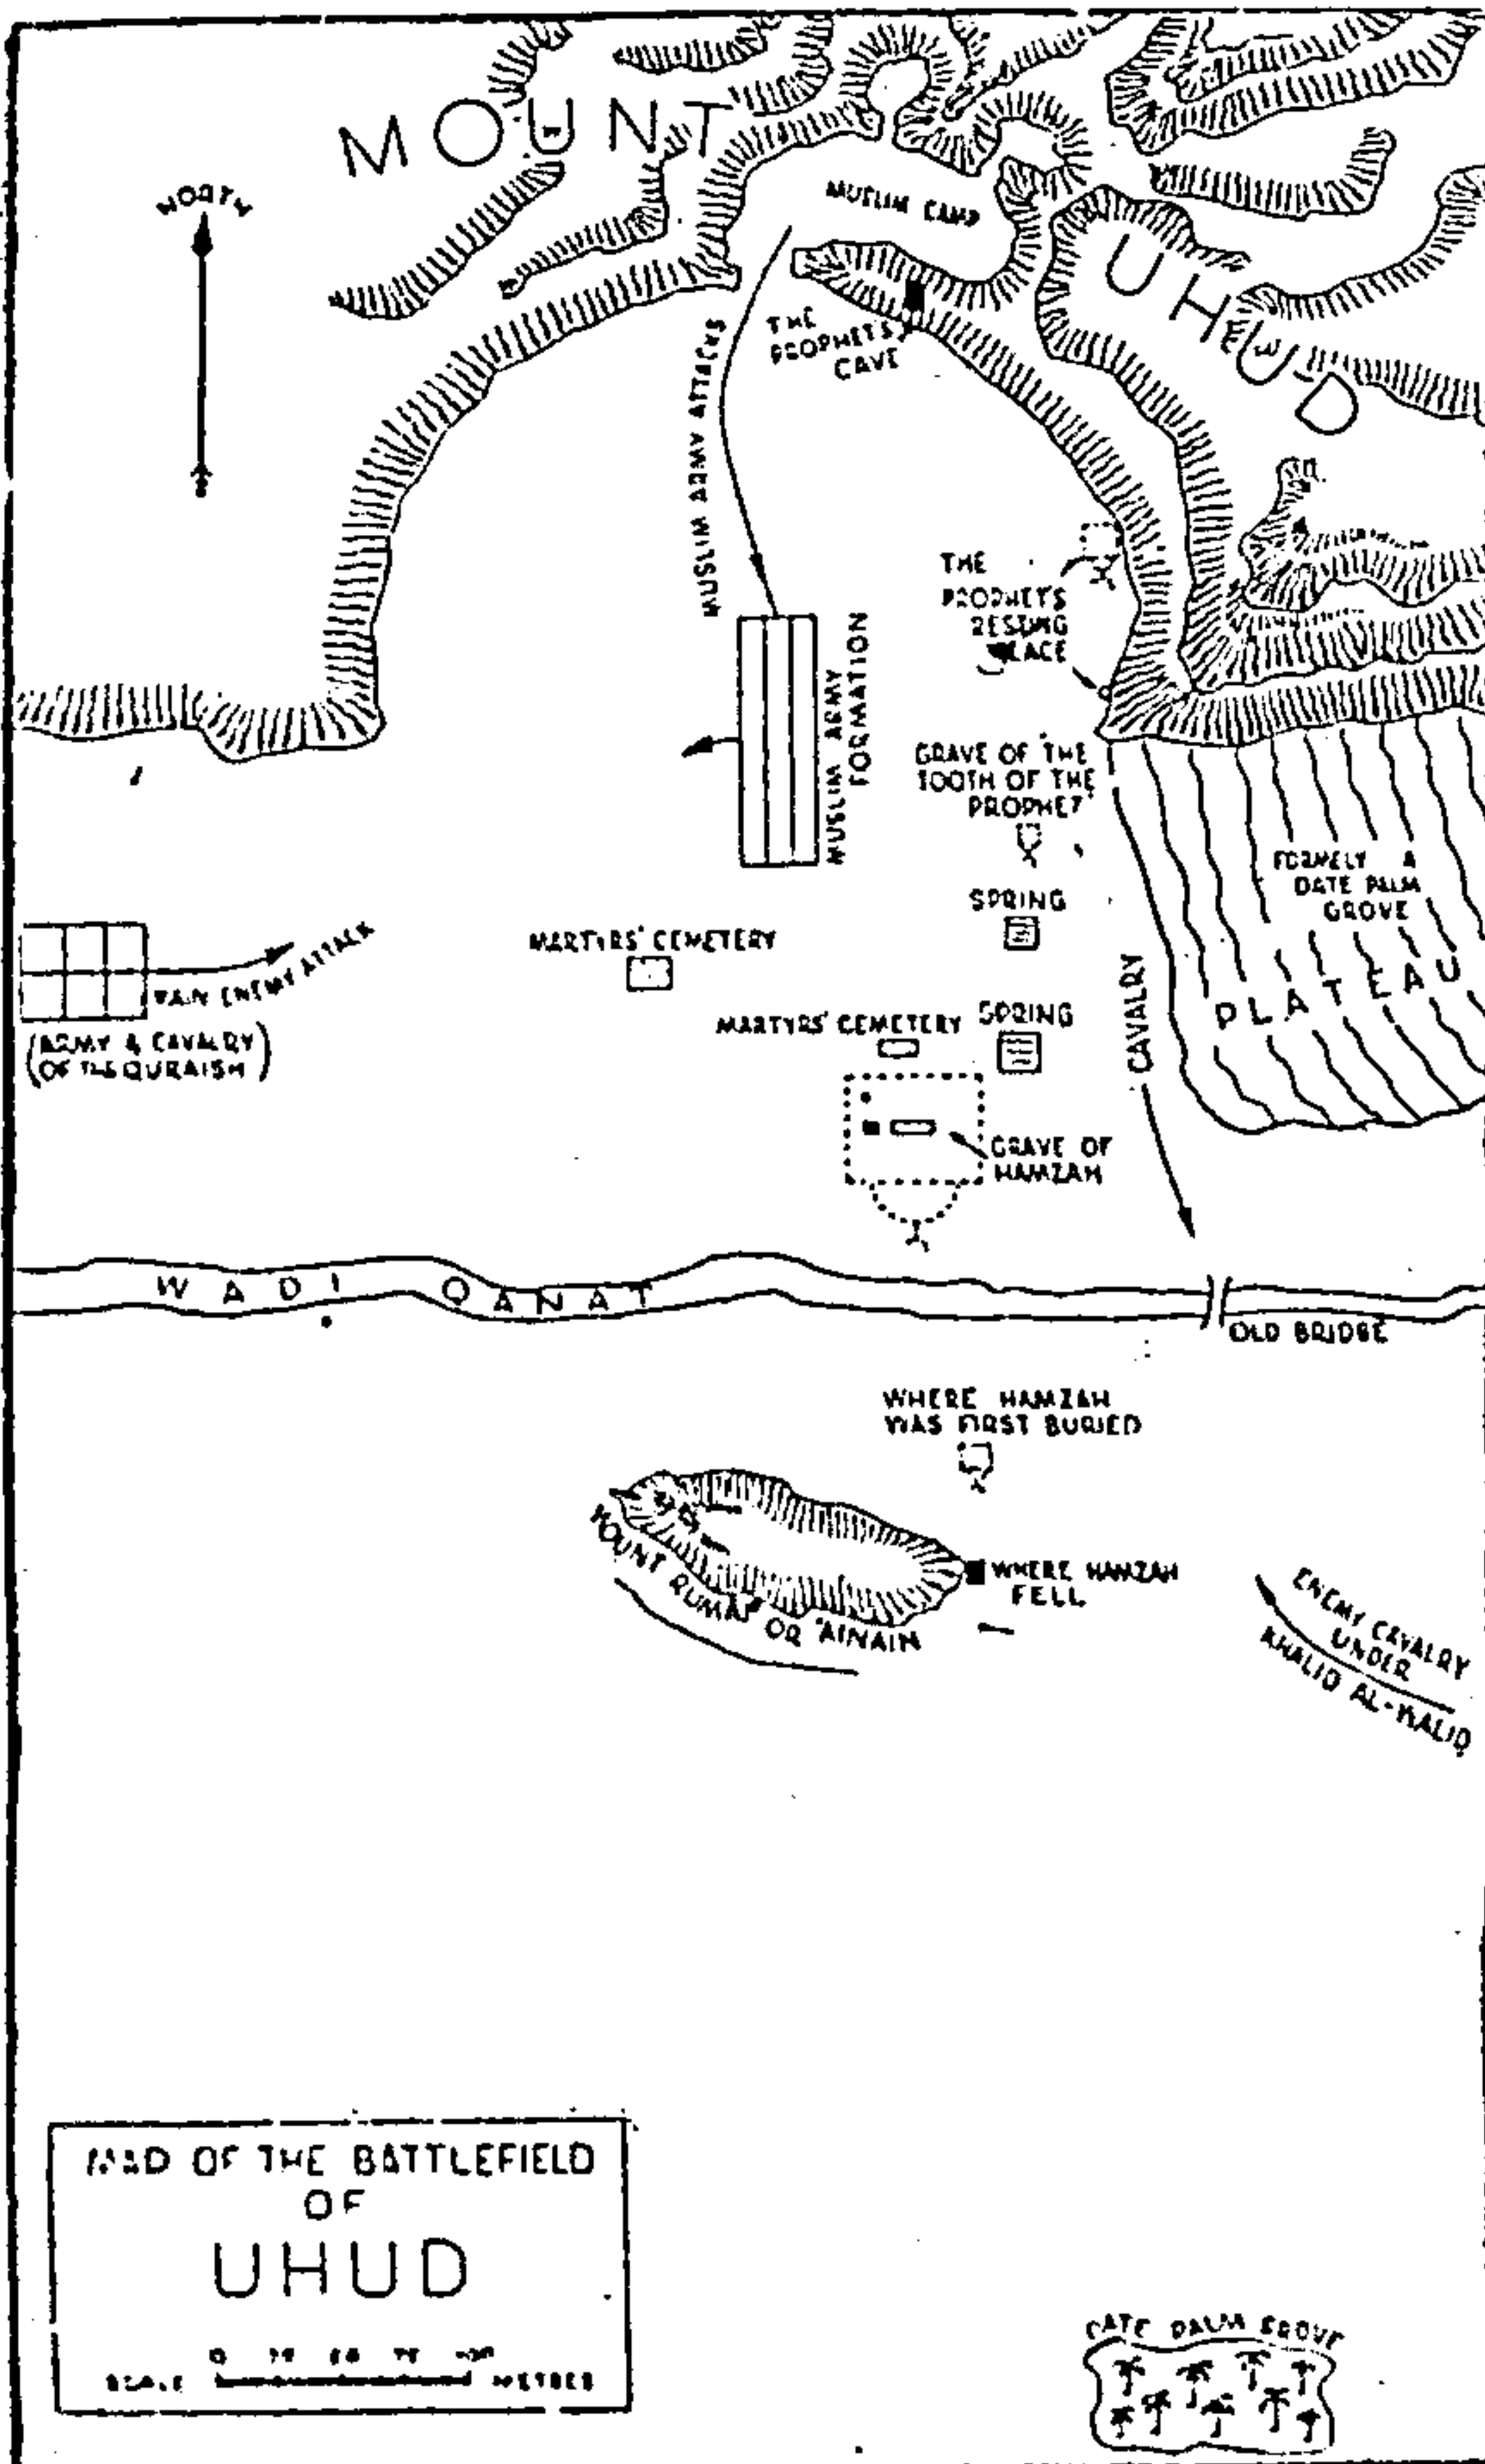 MOUNT
UHUD
NORTH
MUSLIM CAMP
THE
PROPHET'S
CAVE
MUSLIM ARMY ATTACKS
THE
PROPHET'S
RESTING
PLACE
MUSLIM ARMY
FORMATION
GRAVE OF THE
TOOTH OF THE
PROPHET
FORMELY A
DATE PALM
GROVE
PLATEAU
SPRING
MARTYRS' CEMETERY
MAIN ENEMY ATTACK
(ARMY & CAVALRY
OF THE QURAISH)
MARTYRS' CEMETERY
SPRING
CAVALRY
GRAVE OF
HAMZAH
WADI QANAT
OLD BRIDGE
WHERE HAMZAH
WAS FIRST BURIED
MOUNT RUMAT OR 'AINAIN
WHERE HAMZAH
FELL
ENEMY CAVALRY
UNDER
KHALID AL-WALID
MAP OF THE BATTLEFIELD
OF
UHUD
0
SCALE METRES
DATE PALM GROVE